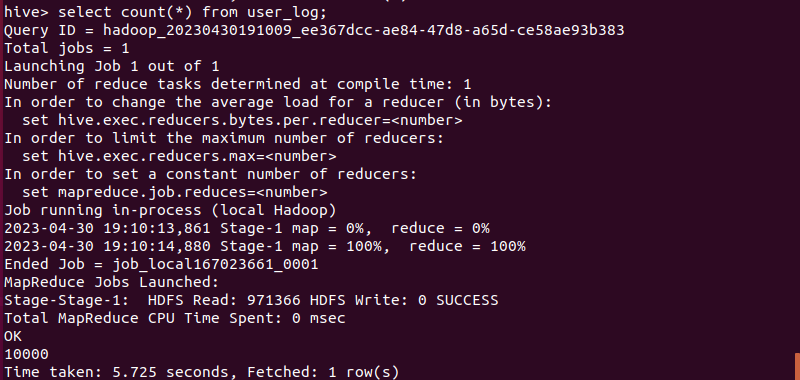 hive> select count(*) from user_log;
Query ID = hadoop_20230430191009_ee367dcc-ae84-47d8-a65d-ce58ae93b383
Total jobs = 1
Launching Job 1 out of 1
Number of reduce tasks determined at compile time: 1
In order to change the average load for a reducer (in bytes):
  set hive.exec.reducers.bytes.per.reducer=<number>
In order to limit the maximum number of reducers:
  set hive.exec.reducers.max=<number>
In order to set a constant number of reducers:
  set mapreduce.job.reduces=<number>
Job running in-process (local Hadoop)
2023-04-30 19:10:13,861 Stage-1 map = 0%,  reduce = 0%
2023-04-30 19:10:14,880 Stage-1 map = 100%,  reduce = 100%
Ended Job = job_local167023661_0001
MapReduce Jobs Launched:
Stage-Stage-1:  HDFS Read: 971366 HDFS Write: 0 SUCCESS
Total MapReduce CPU Time Spent: 0 msec
OK
10000
Time taken: 5.725 seconds, Fetched: 1 row(s)